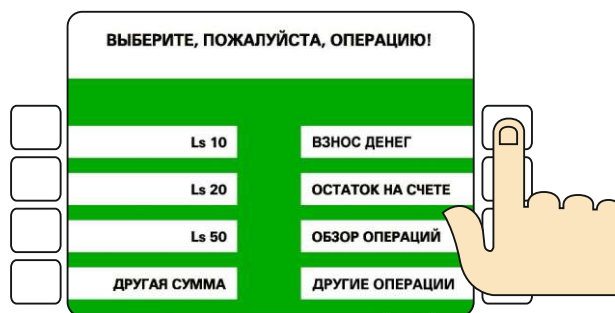 ВЫБЕРИТЕ, ПОЖАЛУЙСТА, ОПЕРАЦИЮ!
Ls 10 ВЗНОС ДЕНЕГ
Ls 20 ОСТАТОК НА СЧЕТЕ
Ls 50 ОБЗОР ОПЕРАЦИЙ
ДРУГАЯ СУММА ДРУГИЕ ОПЕРАЦИИ